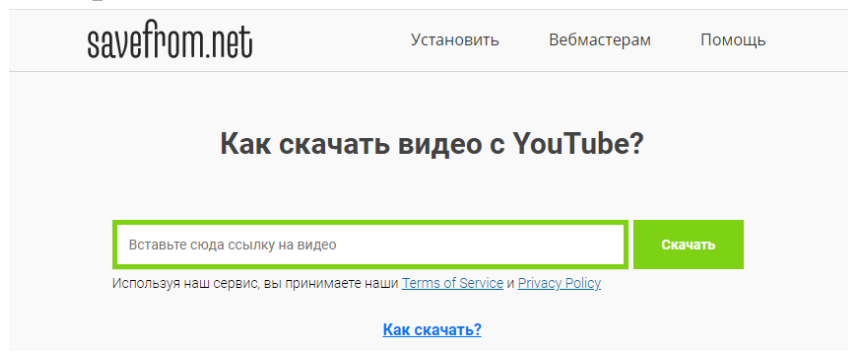 savefrom.net Установить Вебмастерам Помощь
Как скачать видео с YouTube?
Вставьте сюда ссылку на видео Скачать
Используя наш сервис, вы принимаете наши Terms of Service и Privacy Policy
Как скачать?